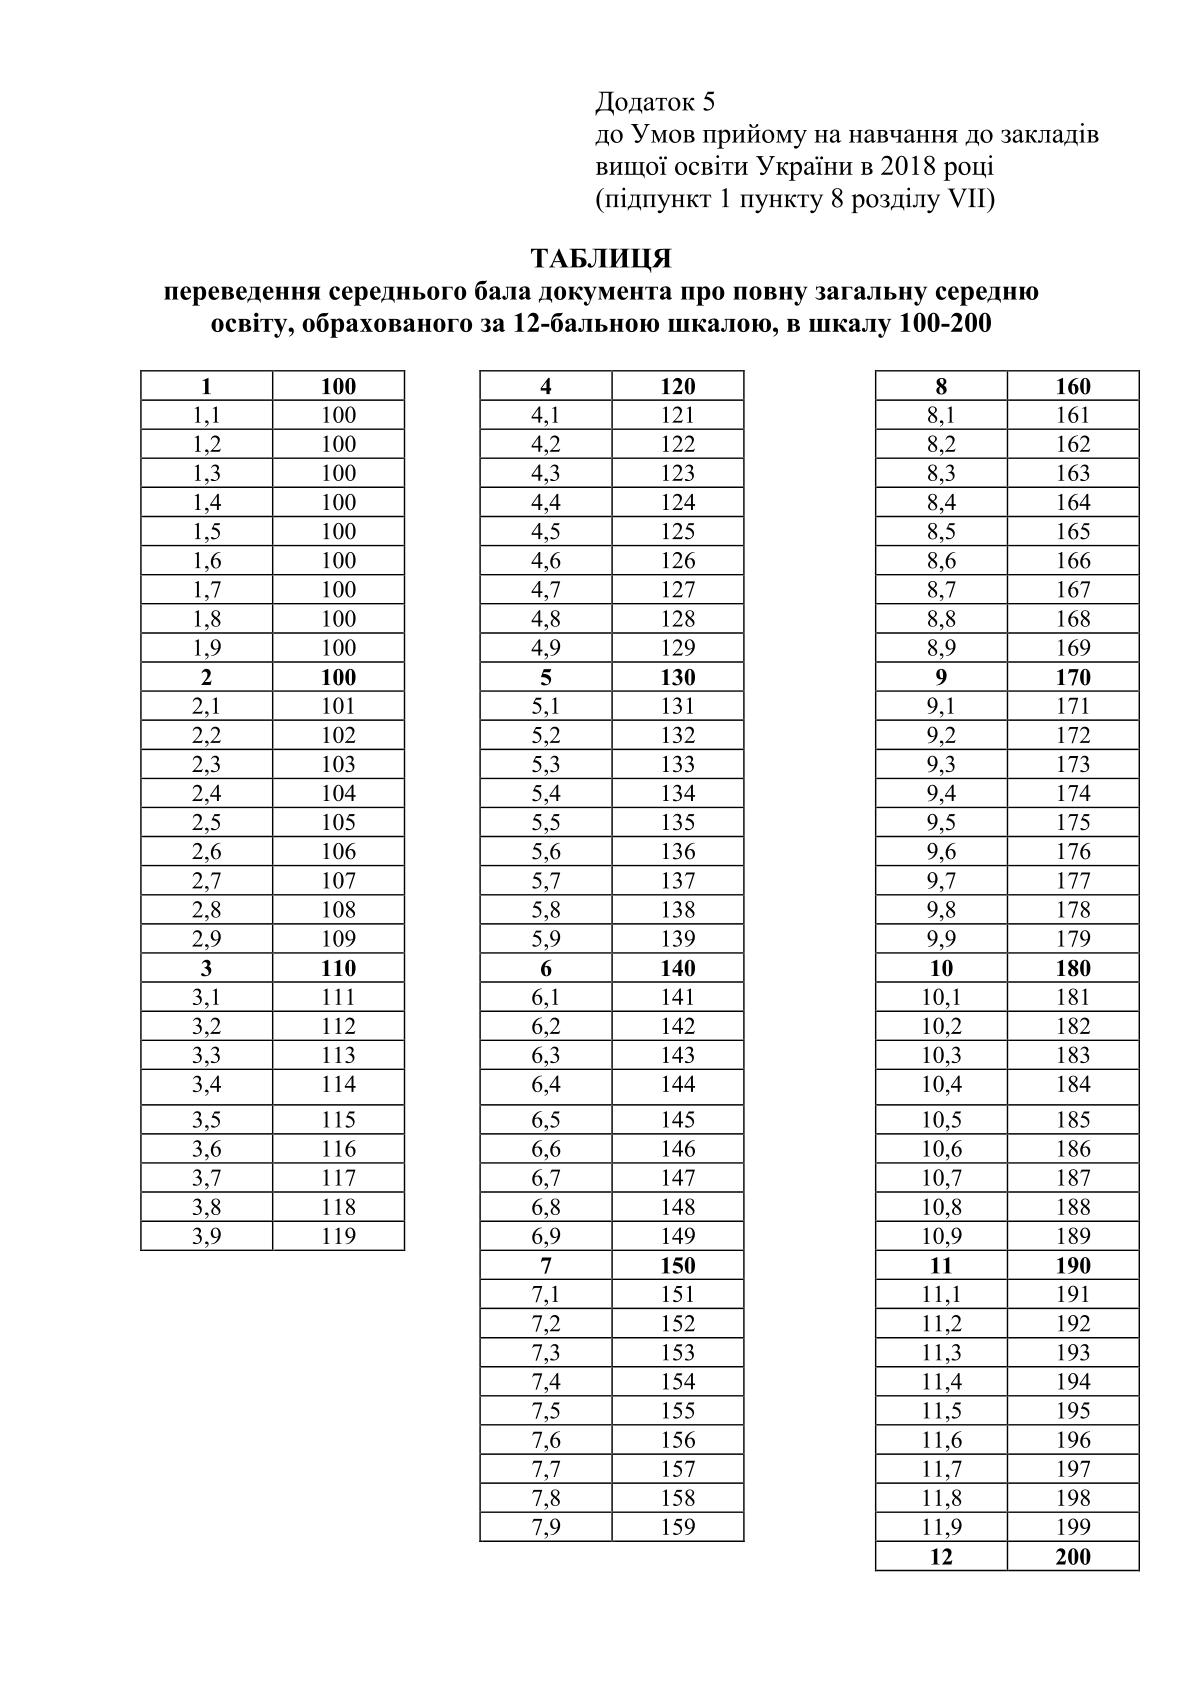 Додаток 5
до Умов прийому на навчання до закладів
вищої освіти України в 2018 році
(підпункт 1 пункту 8 розділу VII)
ТАБЛИЦЯ
переведення середнього бала документа про повну загальну середню
освіту, обрахованого за 12-бальною шкалою, в шкалу 100-200
1 100 4 120 8 160
1,1 100 4,1 121 8,1 161
1,2 100 4,2 122 8,2 162
1,3 100 4,3 123 8,3 163
1,4 100 4,4 124 8,4 164
1,5 100 4,5 125 8,5 165
1,6 100 4,6 126 8,6 166
1,7 100 4,7 127 8,7 167
1,8 100 4,8 128 8,8 168
1,9 100 4,9 129 8,9 169
2 100 5 130 9 170
2,1 101 5,1 131 9,1 171
2,2 102 5,2 132 9,2 172
2,3 103 5,3 133 9,3 173
2,4 104 5,4 134 9,4 174
2,5 105 5,5 135 9,5 175
2,6 106 5,6 136 9,6 176
2,7 107 5,7 137 9,7 177
2,8 108 5,8 138 9,8 178
2,9 109 5,9 139 9,9 179
3 110 6 140 10 180
3,1 111 6,1 141 10,1 181
3,2 112 6,2 142 10,2 182
3,3 113 6,3 143 10,3 183
3,4 114 6,4 144 10,4 184
3,5 115 6,5 145 10,5 185
3,6 116 6,6 146 10,6 186
3,7 117 6,7 147 10,7 187
3,8 118 6,8 148 10,8 188
3,9 119 6,9 149 10,9 189
7 150 11 190
7,1 151 11,1 191
7,2 152 11,2 192
7,3 153 11,3 193
7,4 154 11,4 194
7,5 155 11,5 195
7,6 156 11,6 196
7,7 157 11,7 197
7,8 158 11,8 198
7,9 159 11,9 199
12 200